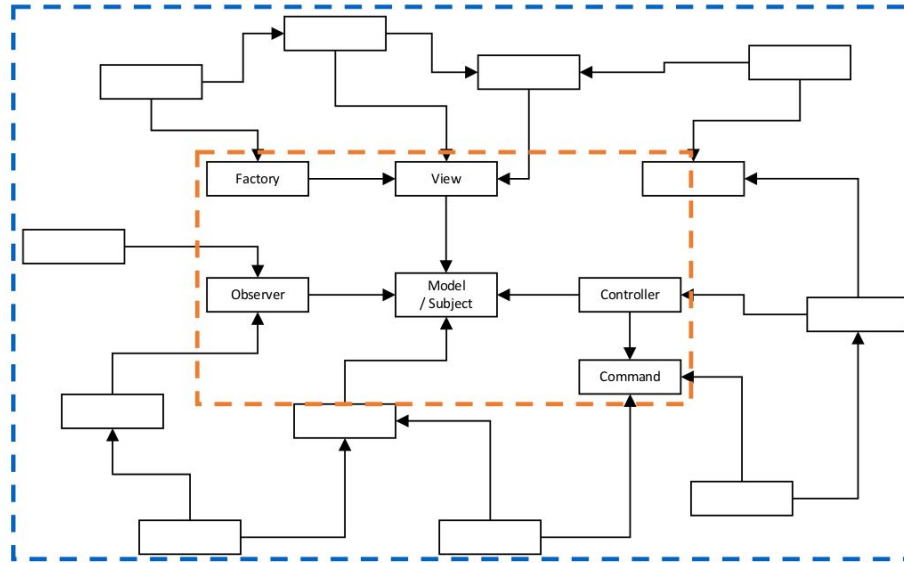 Factory
View
Observer
Model
/ Subject
Controller
Command